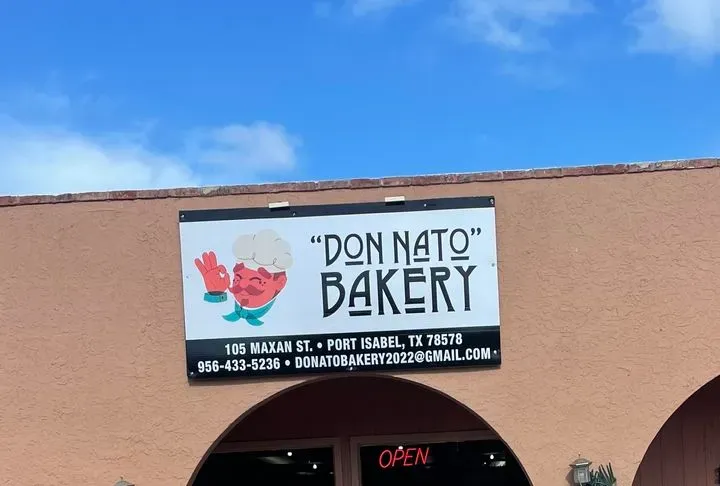 "DON NATO"
BAKERY
105 MAXAN ST. • PORT ISABEL, TX 78578
956-433-5236 • DONATOBAKERY2022@GMAIL.COM
OPEN